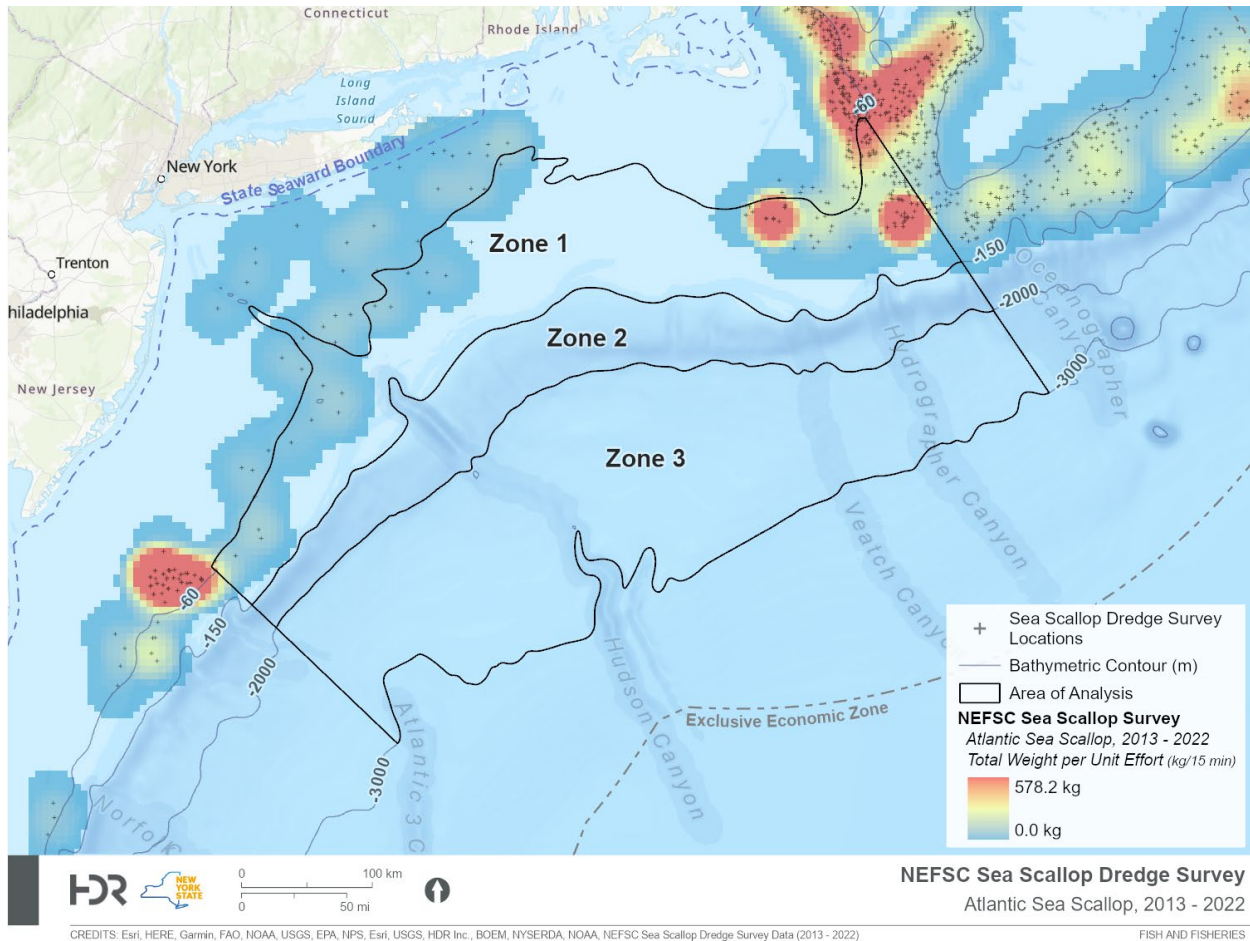 Connecticut
Rhode Island
Long
Island
Sound
New York
State Seaward Boundary
Trenton
hiladelphia
New Jersey
Zone 1
Zone 2
Zone 3
-60
-150
-2000
-3000
Oceanographer
Canyon
Hydrographer Canyon
Veatch Canyo
Hudson Canyon
Atlantic 3 C
Norfolk
Exclusive Economic Zone
-60
-150
-2000
-3000
Sea Scallop Dredge Survey
Locations
Bathymetric Contour (m)
Area of Analysis
NEFSC Sea Scallop Survey
Atlantic Sea Scallop, 2013 - 2022
Total Weight per Unit Effort (kg/15 min)
578.2 kg
0.0 kg
HDR
NEW
YORK
STATE
0 100 km
0 50 mi
NEFSC Sea Scallop Dredge Survey
Atlantic Sea Scallop, 2013 - 2022
CREDITS: Esri, HERE, Garmin, FAO, NOAA, USGS, EPA, NPS, Esri, USGS, HDR Inc., BOEM, NYSERDA, NOAA, NEFSC Sea Scallop Dredge Survey Data (2013 - 2022)
FISH AND FISHERIES